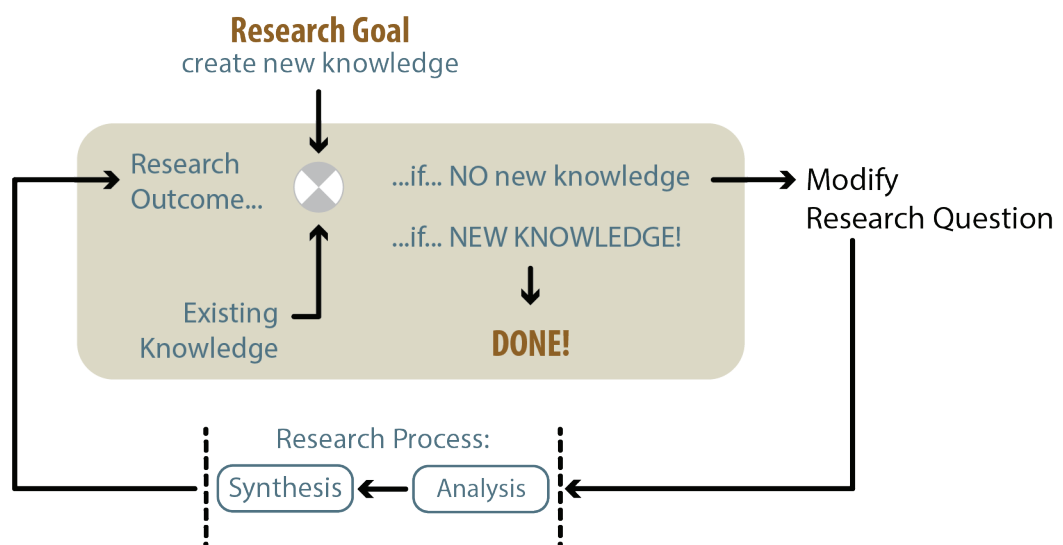 Research Goal
create new knowledge
Research
Outcome...
...if... NO new knowledge
...if... NEW KNOWLEDGE!
DONE!
Existing
Knowledge
Modify
Research Question
Research Process:
Synthesis
Analysis